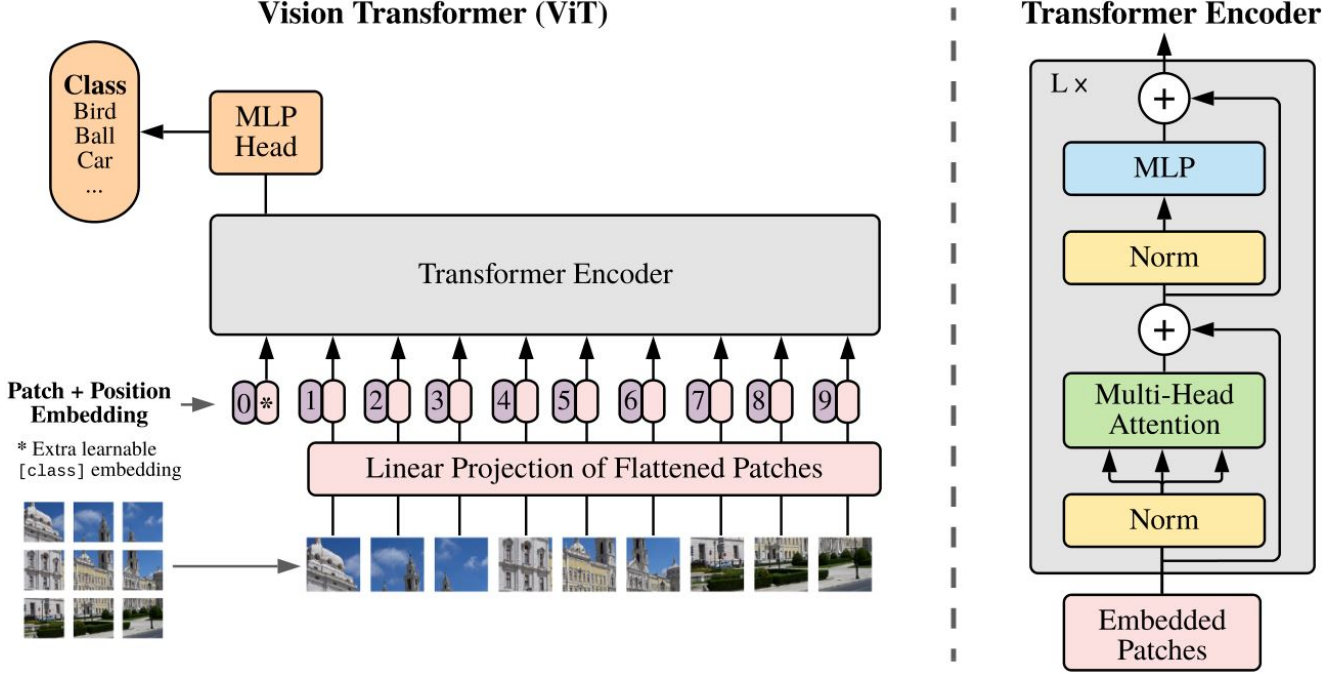 Vision Transformer (ViT)
Class
Bird
Ball
Car
...
MLP
Head
Transformer Encoder
Patch + Position
Embedding
0 * 1 2 3 4 5 6 7 8 9
* Extra learnable
[class] embedding
Linear Projection of Flattened Patches
Transformer Encoder
L x
+
MLP
Norm
+
Multi-Head
Attention
Norm
Embedded
Patches